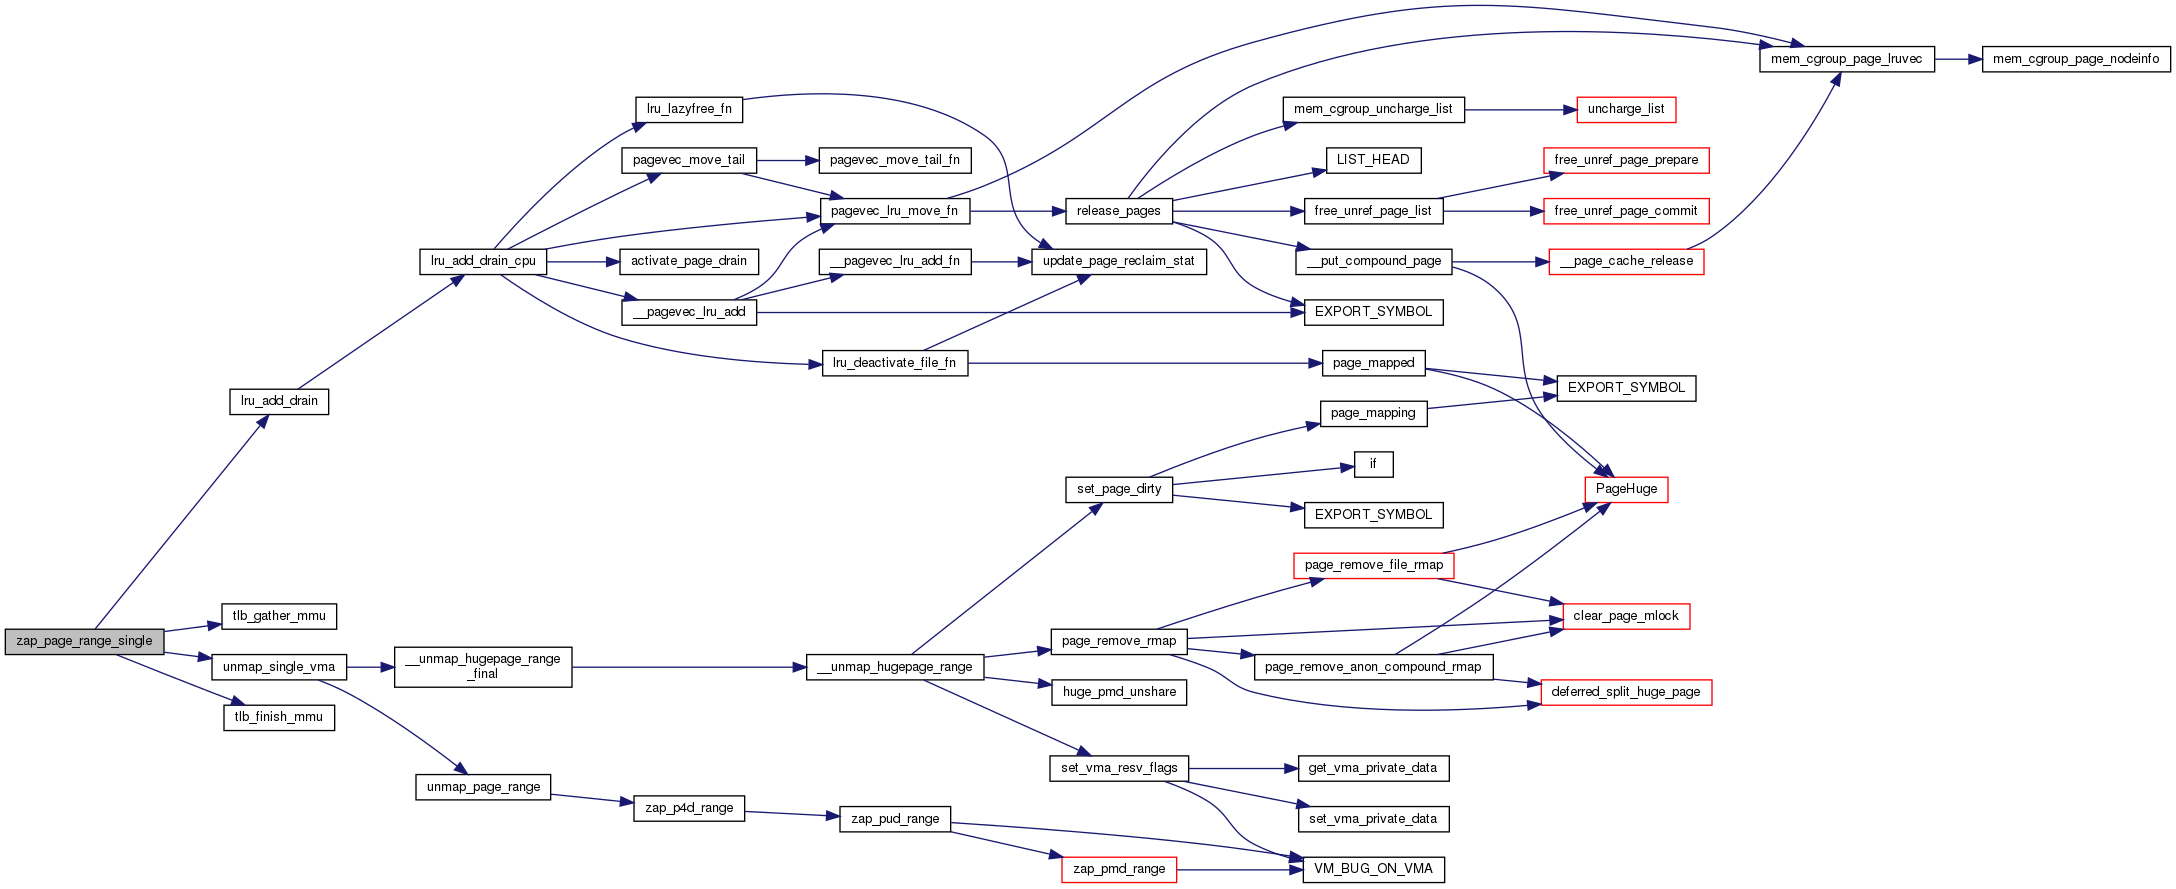 mem_cgroup_page_lruvec
mem_cgroup_page_nodeinfo
lru_lazyfree_fn
mem_cgroup_uncharge_list
uncharge_list
pagevec_move_tail
pagevec_move_tail_fn
LIST_HEAD
free_unref_page_prepare
pagevec_lru_move_fn
release_pages
free_unref_page_list
free_unref_page_commit
lru_add_drain_cpu
activate_page_drain
__pagevec_lru_add_fn
update_page_reclaim_stat
__put_compound_page
__page_cache_release
__pagevec_lru_add
EXPORT_SYMBOL
lru_deactivate_file_fn
page_mapped
EXPORT_SYMBOL
lru_add_drain
page_mapping
if
set_page_dirty
PageHuge
EXPORT_SYMBOL
page_remove_file_rmap
tlb_gather_mmu
clear_page_mlock
zap_page_range_single
page_remove_rmap
unmap_single_vma
__unmap_hugepage_range
_final
__unmap_hugepage_range
page_remove_anon_compound_rmap
huge_pmd_unshare
deferred_split_huge_page
tlb_finish_mmu
set_vma_resv_flags
get_vma_private_data
unmap_page_range
zap_p4d_range
zap_pud_range
set_vma_private_data
zap_pmd_range
VM_BUG_ON_VMA